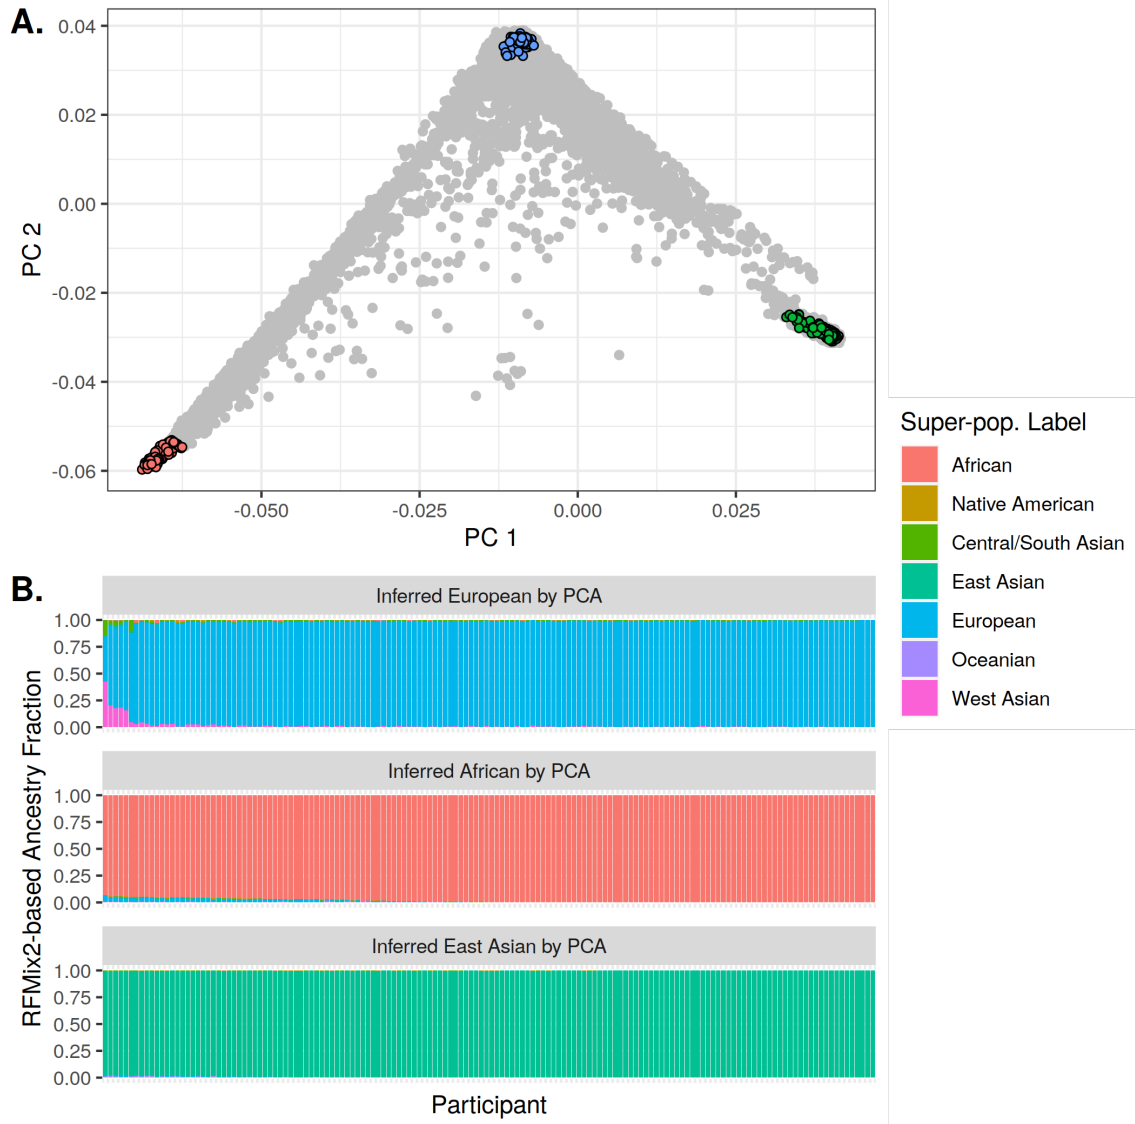 A.
0.04
0.02
0.00
-0.02
-0.04
-0.06
PC 2
-0.050 -0.025 0.000 0.025
PC 1
Super-pop. Label
African
Native American
Central/South Asian
East Asian
European
Oceanian
West Asian
B.
RFMix2-based Ancestry Fraction
Inferred European by PCA
1.00
0.75
0.50
0.25
0.00
Inferred African by PCA
1.00
0.75
0.50
0.25
0.00
Inferred East Asian by PCA
1.00
0.75
0.50
0.25
0.00
Participant